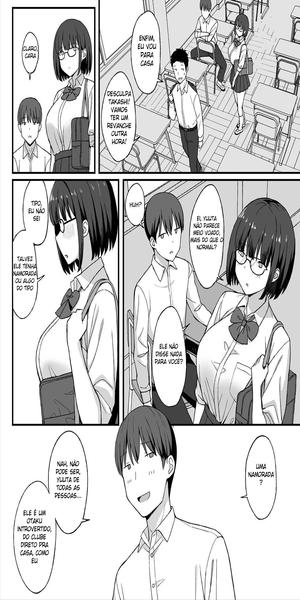 ENFIM,
EU VOU
PARA
CASA
DESCULPA
TAKASHI!
VAMOS
TER UM
REVANCHE
OUTRA
HORA!
CLARO,
CARA
HUH?
EI, YUUTA
NÃO
PARECE
MEIO VOADO,
MAIS DO QUE O
NORMAL?
ELE NÃO
DISSE NADA
PARA VOCÊ?
TIPO,
EU NÃO
SEI
TALVEZ
ELE TENHA
NAMORADA
OU ALGO
DO TIPO
UMA
NAMORADA
?
NAH, NÃO
PODE SER,
YUUTA DE
TODAS AS
PESSOAS...
ELE É UM
OTAKU
INTROVERTIDO,
DO CLUBE
DIRETO PRA
CASA, COMO
EU